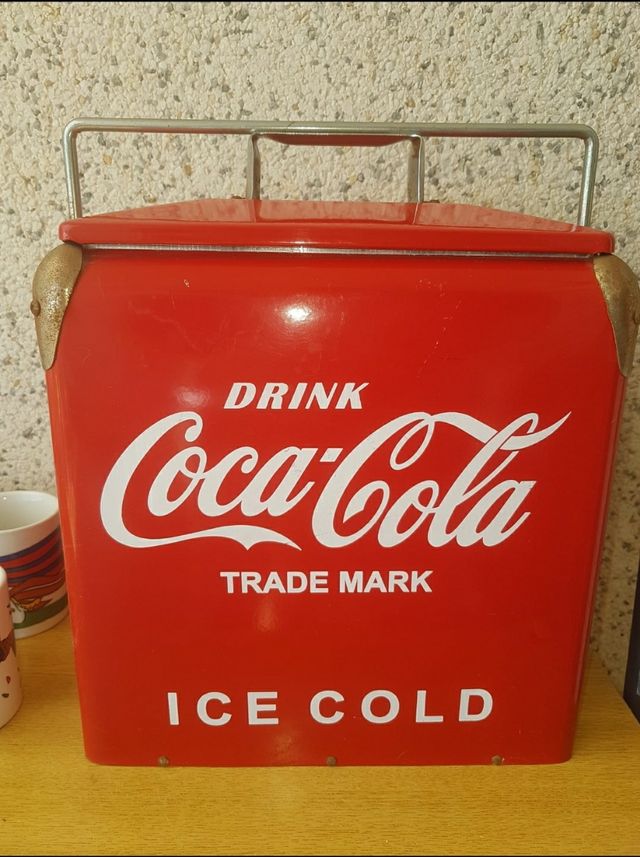 DRINK
Coca-Cola
TRADE MARK
ICE COLD